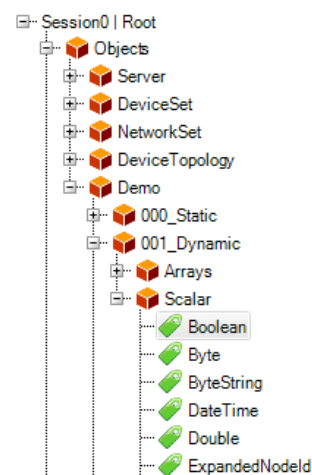 Session0 | Root
Objects
Server
DeviceSet
NetworkSet
DeviceTopology
Demo
000_Static
001_Dynamic
Arrays
Scalar
Boolean
Byte
ByteString
DateTime
Double
ExpandedNodeId